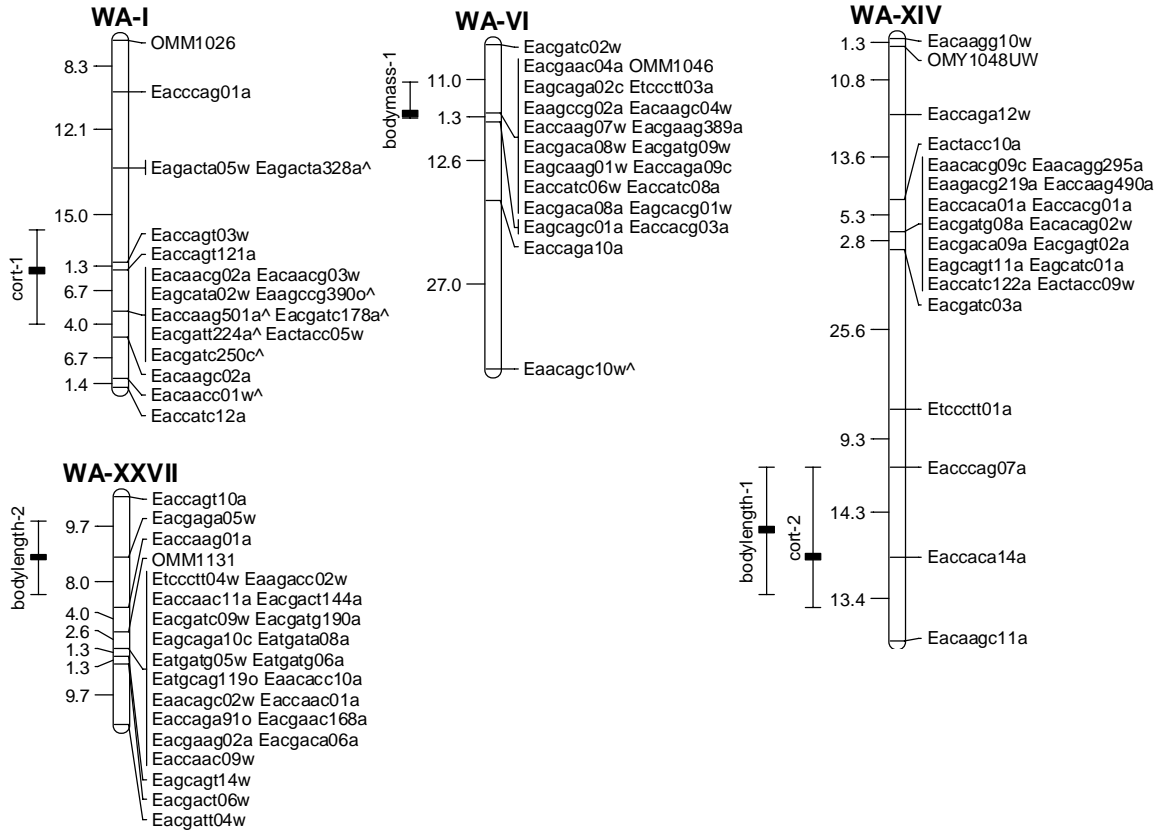 WA-I
8.3
12.1
15.0
1.3
6.7
4.0
6.7
1.4
cort-1
OMM1026
Eacccag01a
Eagacta05w Eagacta328a^
Eaccagt03w
Eaccagt121a
Eacaacg02a Eacaacg03w
Eagcata02w Eaagccg390o^
Eaccaag501a^ Eacgatc178a^
Eacgatt224a^ Eactacc05w
Eacgatc250c^
Eacaagc02a
Eacaacc01w^
Eaccatc12a
WA-VI
bodymass-1
11.0
1.3
12.6
27.0
Eacgatc02w
Eacgaac04a OMM1046
Eagcaga02c Etccctt03a
Eaagccg02a Eacaagc04w
Eaccaag07w Eacgaag389a
Eacgaca08w Eacgatg09w
Eagcaag01w Eaccaga09c
Eaccatc06w Eaccatc08a
Eacgaca08a Eagcacg01w
Eagcagc01a Eaccacg03a
Eaccaga10a
Eaacagc10w^
WA-XIV
1.3
10.8
13.6
5.3
2.8
25.6
9.3
14.3
13.4
bodylength-1
cort-2
Eacaagg10w
OMY1048UW
Eaccaga12w
Eactacc10a
Eaacacg09c Eaacagg295a
Eaagacg219a Eaccaag490a
Eaccaca01a Eaccacg01a
Eacgatg08a Eacacag02w
Eacgaca09a Eacgagt02a
Eagcagt11a Eagcatc01a
Eaccatc122a Eactacc09w
Eacgatc03a
Etccctt01a
Eacccag07a
Eaccaca14a
Eacaagc11a
WA-XXVII
bodylength-2
9.7
8.0
4.0
2.6
1.3
1.3
9.7
Eaccagt10a
Eacgaga05w
Eaccaag01a
OMM1131
Etccctt04w Eaagacc02w
Eaccaac11a Eacgact144a
Eacgatc09w Eacgatg190a
Eagcaga10c Eatgata08a
Eatgatg05w Eatgatg06a
Eatgcag119o Eaacacc10a
Eaacagc02w Eaccaac01a
Eaccaga91o Eacgaac168a
Eacgaag02a Eacgaca06a
Eaccaac09w
Eagcagt14w
Eacgact06w
Eacgatt04w